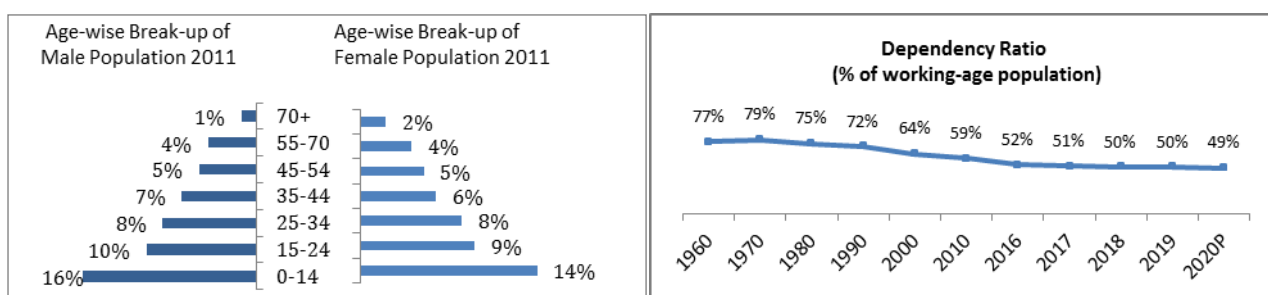 Age-wise Break-up of
Male Population 2011
Age-wise Break-up of
Female Population 2011
1% 70+ 2%
4% 55-70 4%
5% 45-54 5%
7% 35-44 6%
8% 25-34 8%
10% 15-24 9%
16% 0-14 14%
Dependency Ratio
(% of working-age population)
77% 79% 75% 72% 64% 59% 52% 51% 50% 50% 49%
1960 1970 1980 1990 2000 2010 2016 2017 2018 2019 2020P